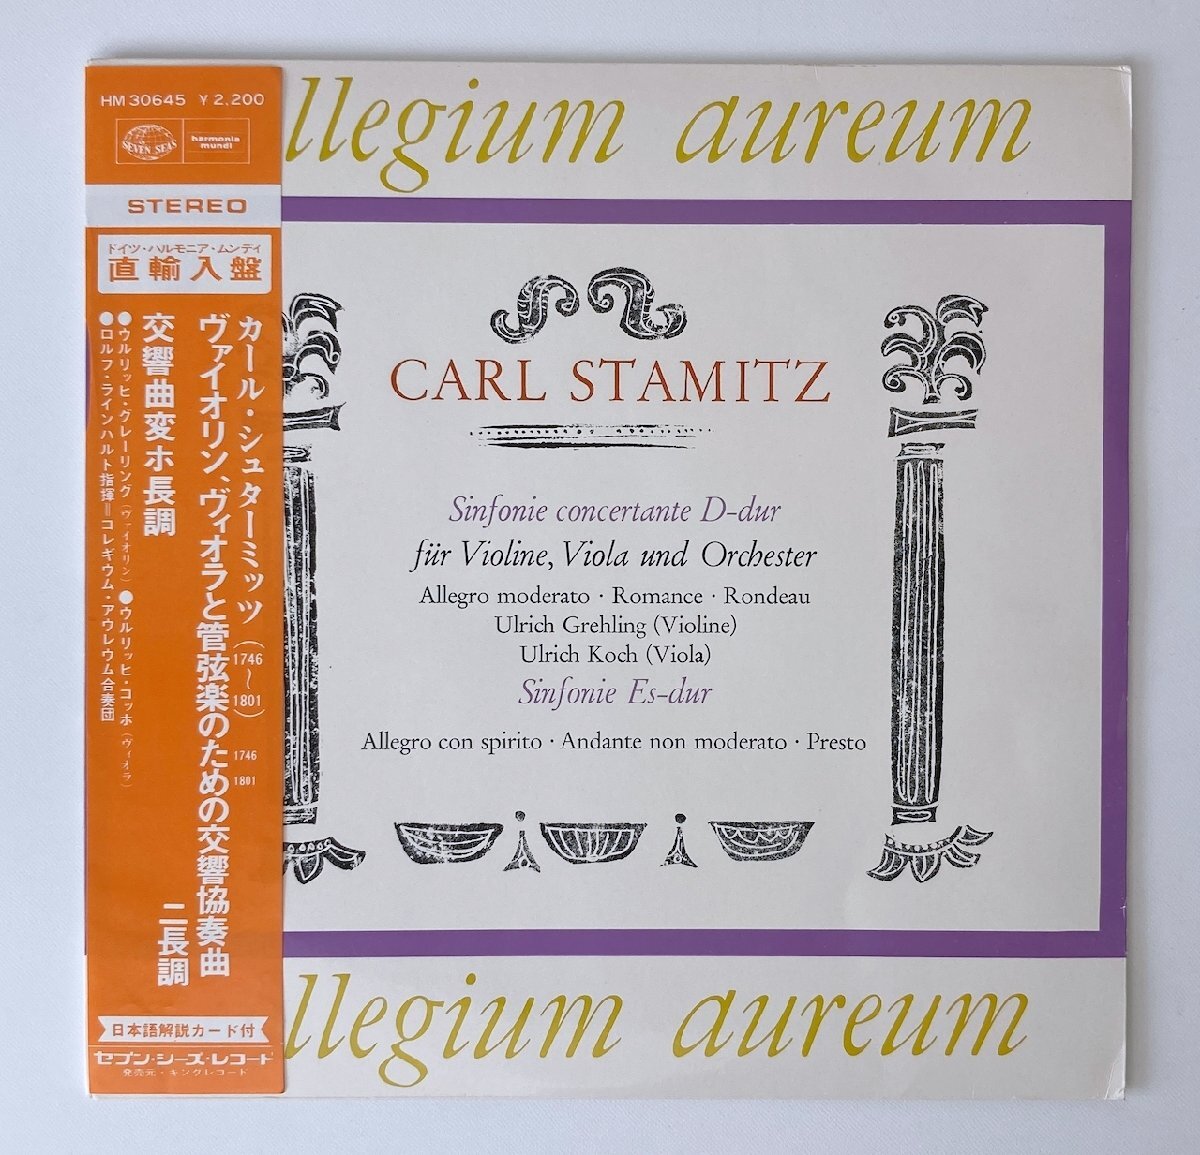 HM 30645 ¥ 2,200
SEVEN SEAS
harmonia
mundi
STEREO
ドイツ・ハルモニア・ムンディ
直輸入盤
カール・シュターミッツ(1746〜1801)
1746
1801
ヴァイオリン、ヴィオラと管弦楽のための交響協奏曲
ニ長調
交響曲変ホ長調
●ウルリッヒ・グレーリング(ヴァイオリン)●ウルリッヒ・コッホ(ヴィオラ)
●ロルフ・ラインハルト指揮=コレギウム・アウレウム合奏団
日本語解説カード付
セブン・シーズ・レコード
発売元・キングレコード
llegium aureum
CARL STAMITZ
Sinfonie concertante D-dur
für Violine, Viola und Orchester
Allegro moderato · Romance · Rondeau
Ulrich Grehling (Violine)
Ulrich Koch (Viola)
Sinfonie Es-dur
Allegro con spirito · Andante non moderato · Presto
llegium aureum